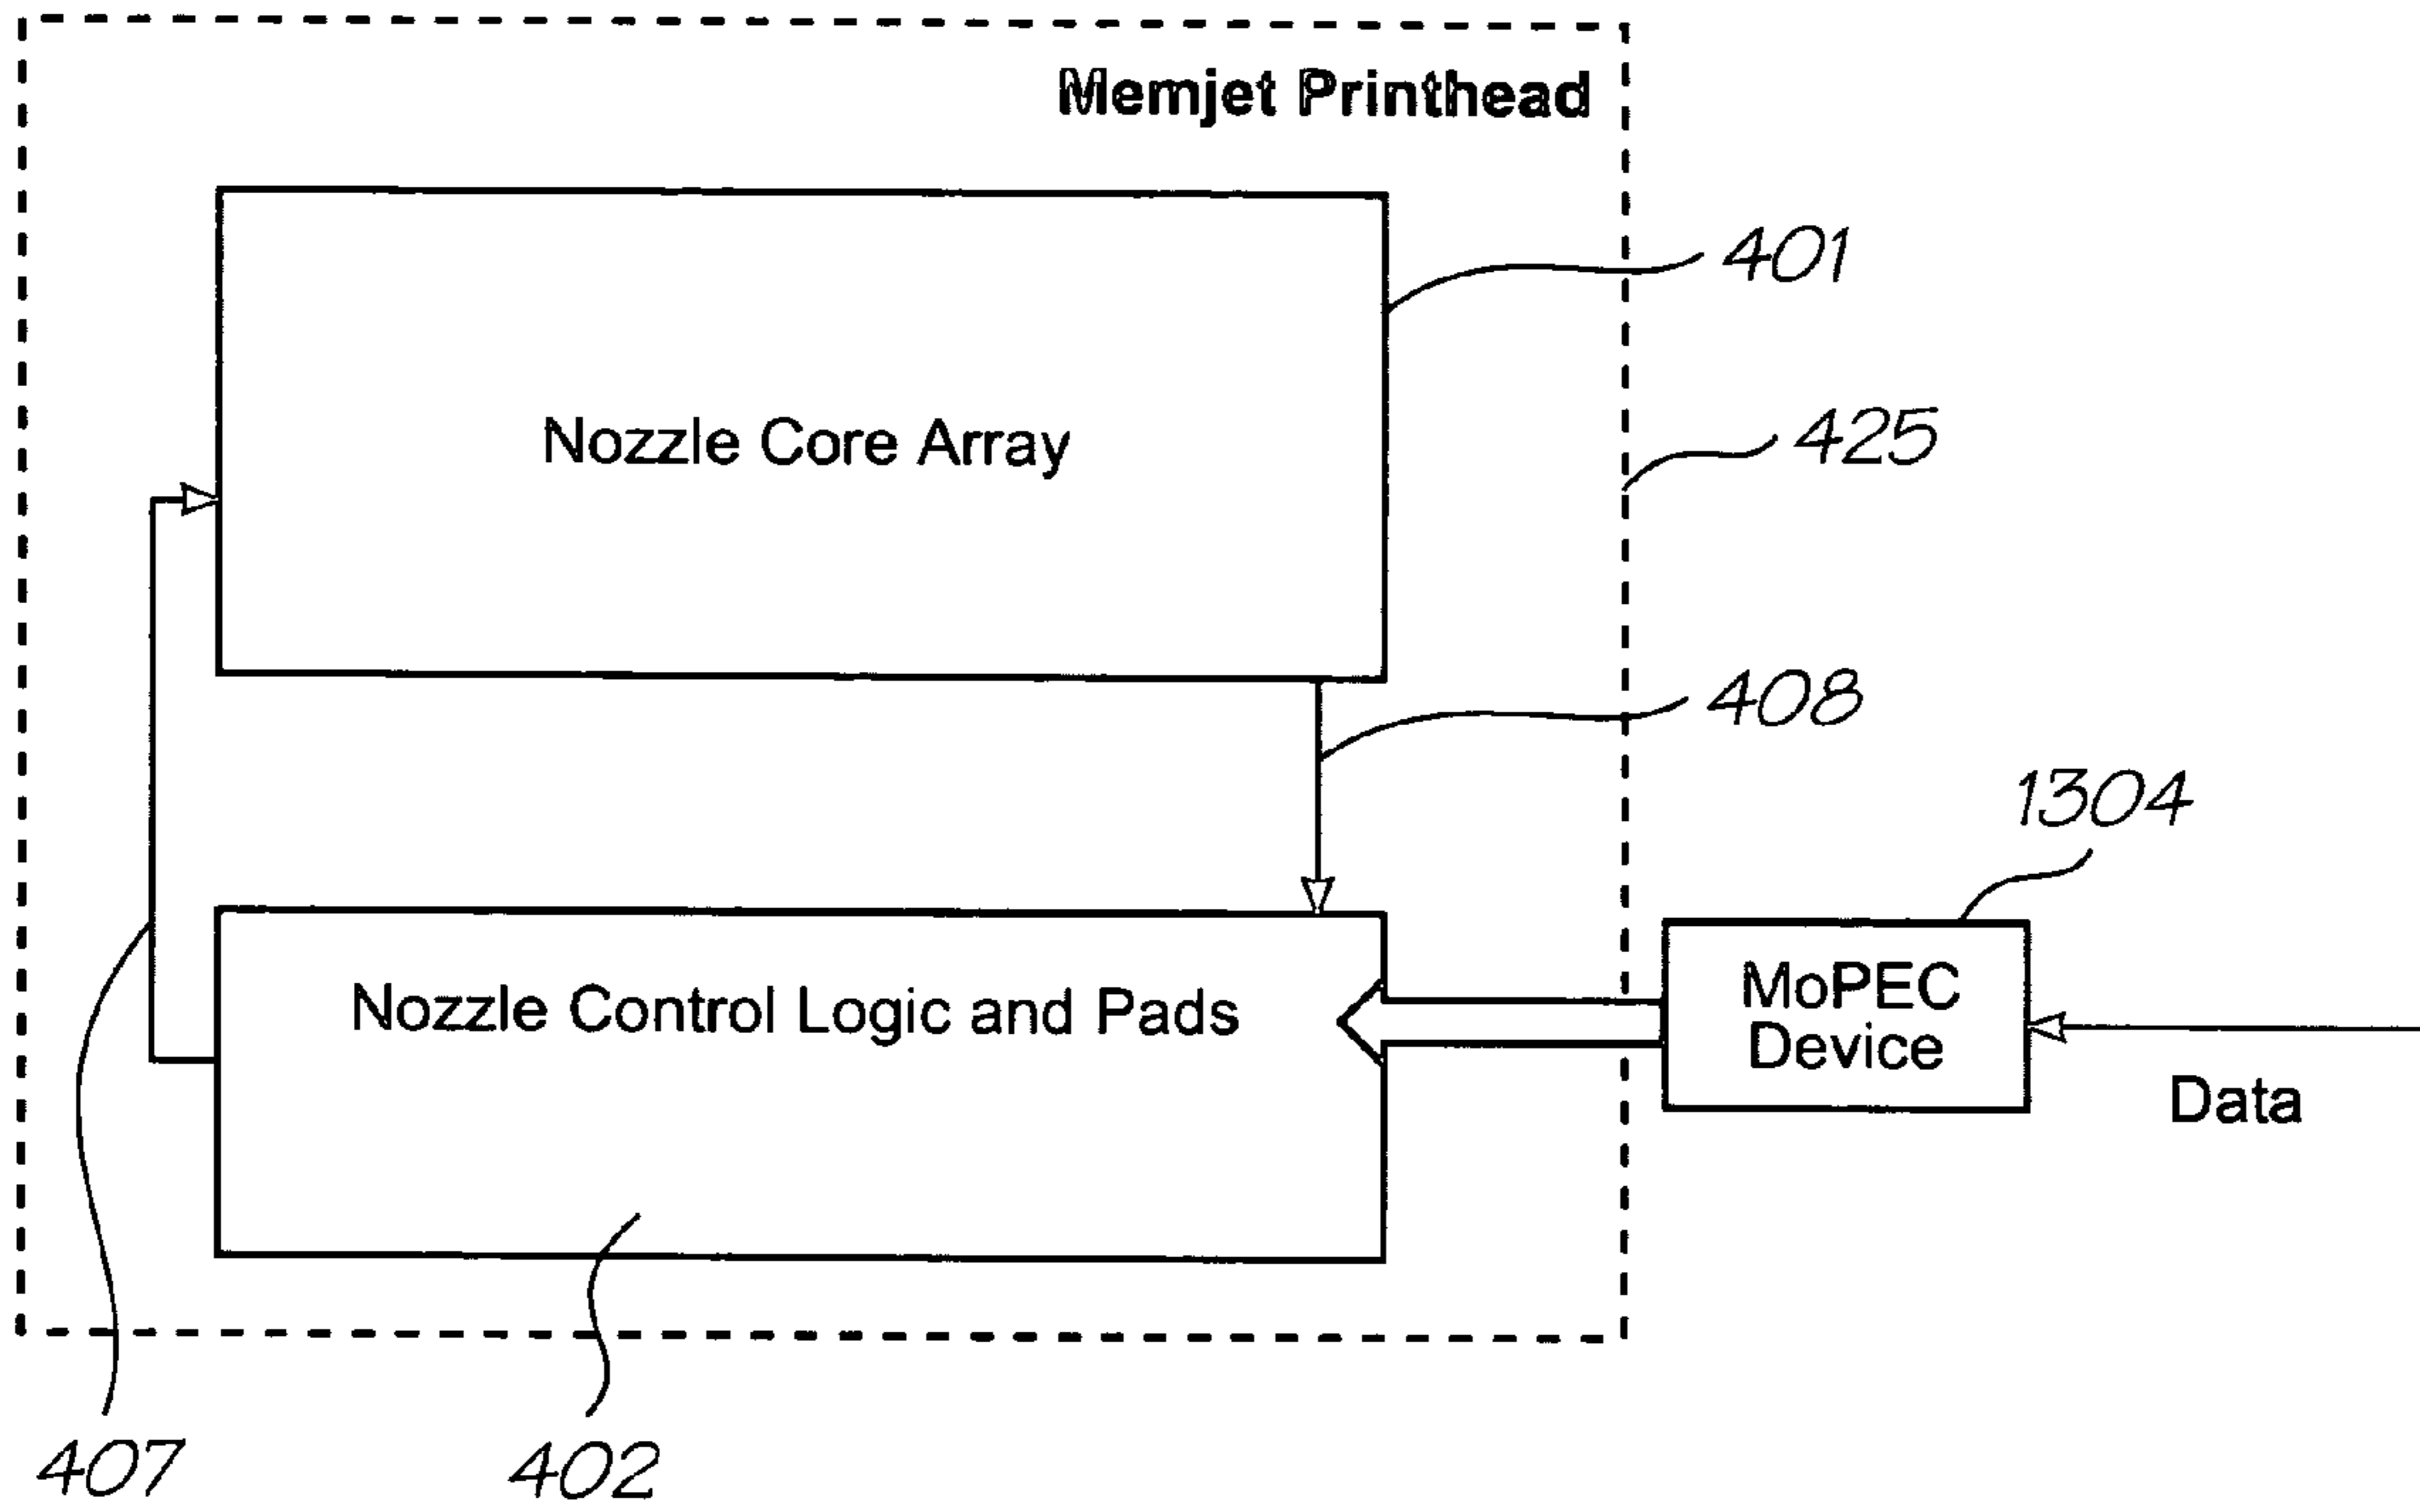 Memjet Printhead
401
Nozzle Core Array
425
408
1304
Nozzle Control Logic and Pads
MoPEC
Device
Data
407
402